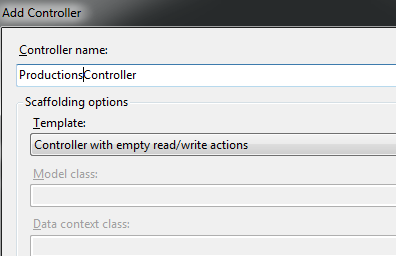 Add Controller
Controller name:
ProductionsController
Scaffolding options
Template:
Controller with empty read/write actions
Model class:
Data context class: